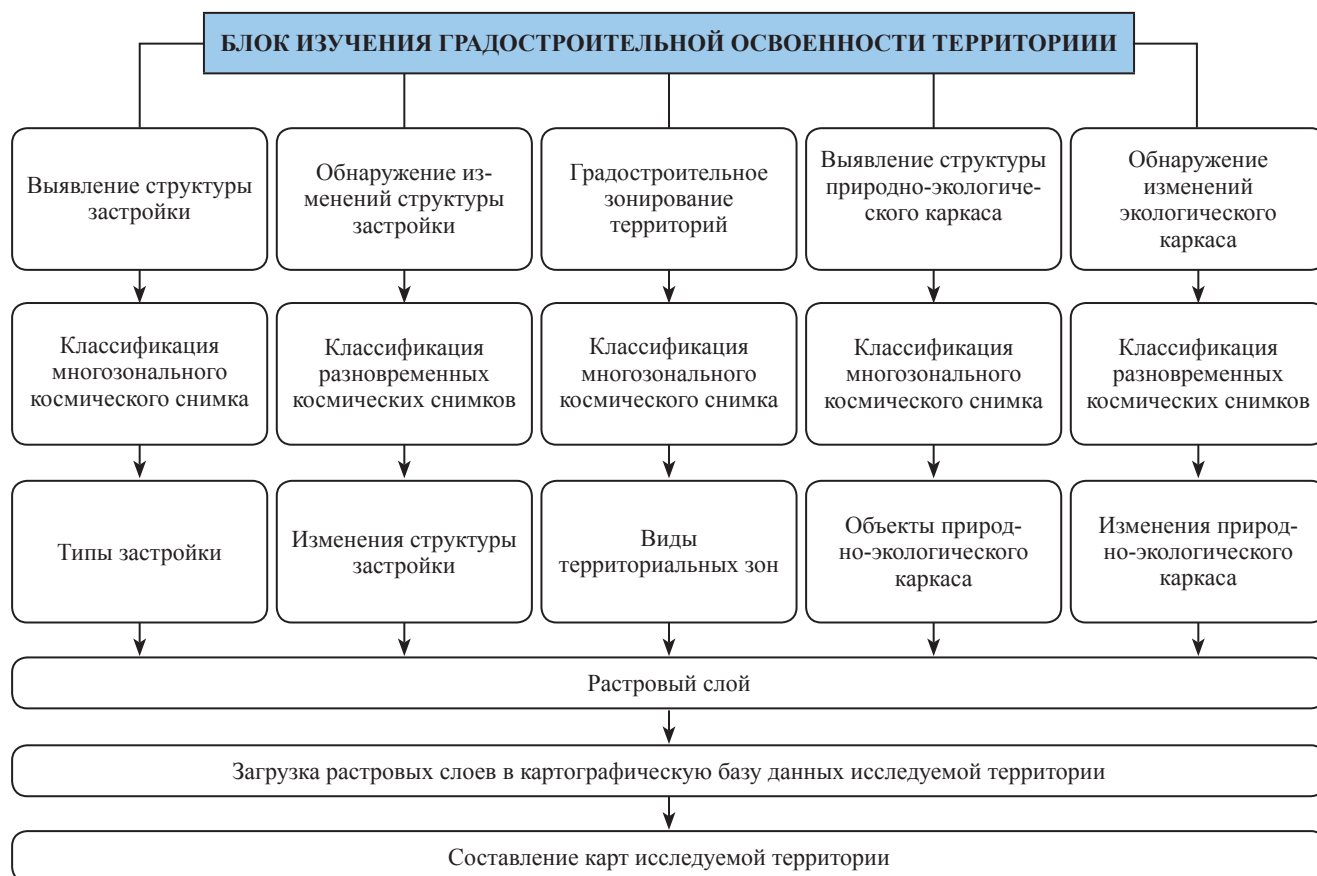 БЛОК ИЗУЧЕНИЯ ГРАДОСТРОИТЕЛЬНОЙ ОСВОЕННОСТИ ТЕРРИТОРИИИ
Выявление структуры
застройки
Обнаружение из-
менений структуры
застройки
Градостроительное
зонирование
территорий
Выявление структуры
природно-экологиче-
ского каркаса
Обнаружение
изменений
экологического
каркаса
Классификация
многозонального
космического снимка
Классификация
разновременных
космических снимков
Классификация
многозонального
космического снимка
Классификация
многозонального
космического снимка
Классификация
разновременных
космических снимков
Типы застройки
Изменения структуры
застройки
Виды
территориальных зон
Объекты природ-
но-экологического
каркаса
Изменения природ-
но-экологического
каркаса
Растровый слой
Загрузка растровых слоев в картографическую базу данных исследуемой территории
Составление карт исследуемой территории